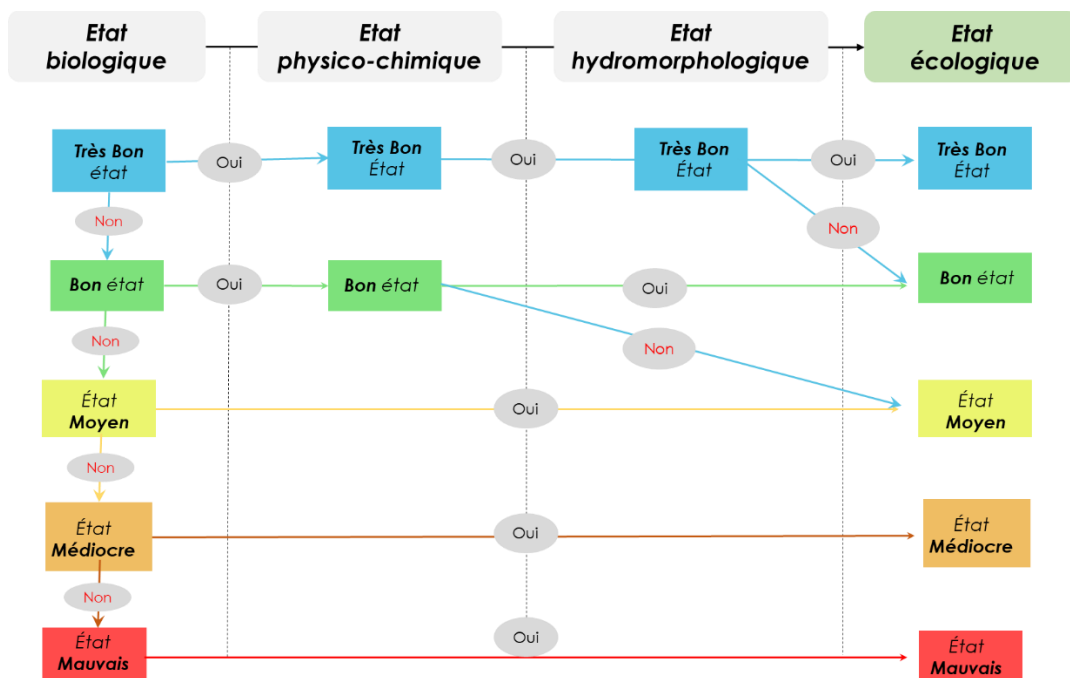 Etat
biologique
Etat
physico-chimique
Etat
hydromorphologique
Etat
écologique
Très Bon
état
Oui
Très Bon
État
Oui
Très Bon
État
Oui
Très Bon
État
Non
Non
Bon état
Oui
Bon état
Oui
Bon état
Non
Non
État
Moyen
Oui
État
Moyen
Non
État
Médiocre
Oui
État
Médiocre
Non
État
Mauvais
Oui
État
Mauvais